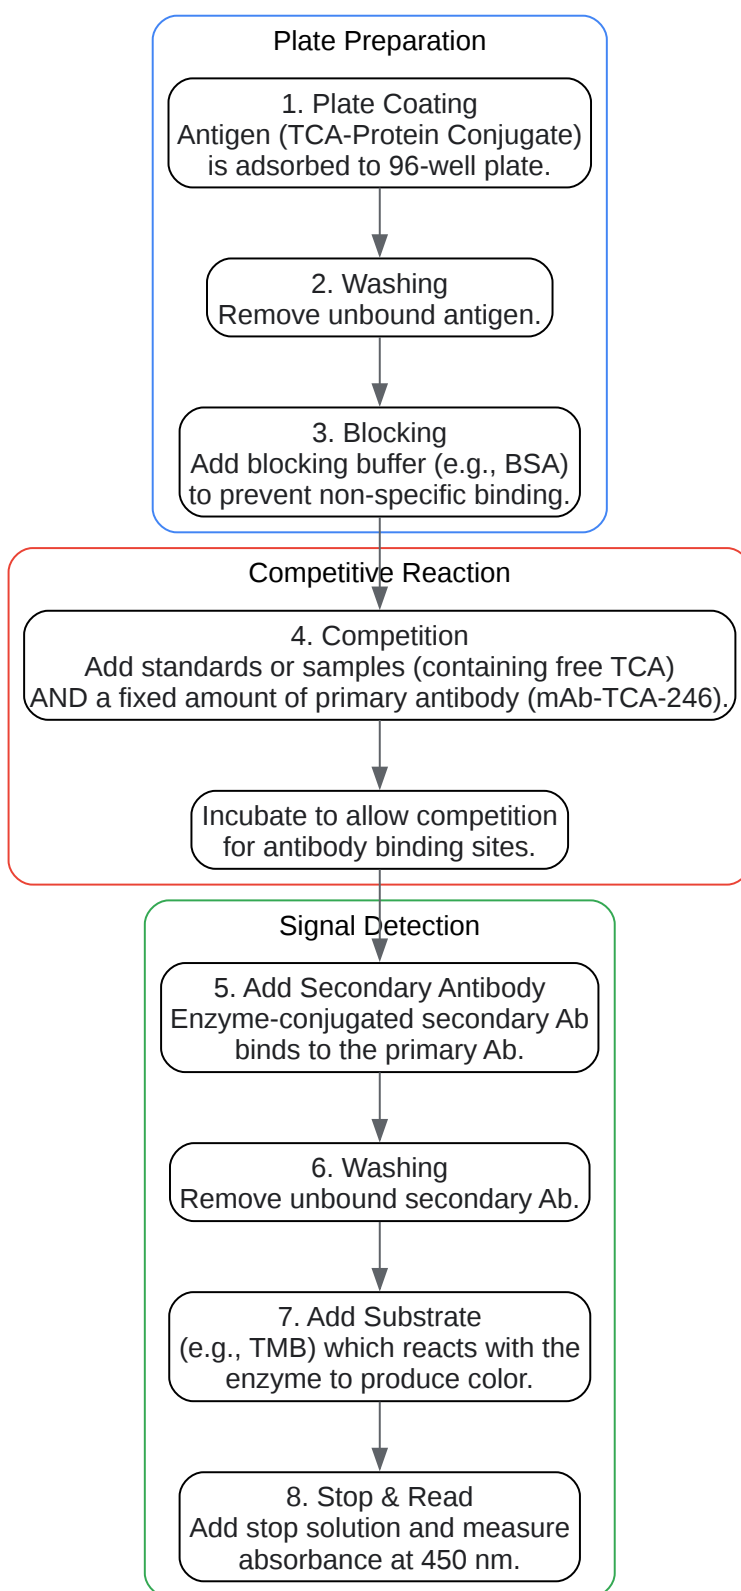 Plate Preparation
1. Plate Coating
Antigen (TCA-Protein Conjugate)
is adsorbed to 96-well plate.
2. Washing
Remove unbound antigen.
3. Blocking
Add blocking buffer (e.g., BSA)
to prevent non-specific binding.
Competitive Reaction
4. Competition
Add standards or samples (containing free TCA)
AND a fixed amount of primary antibody (mAb-TCA-246).
Incubate to allow competition
for antibody binding sites.
Signal Detection
5. Add Secondary Antibody
Enzyme-conjugated secondary Ab
binds to the primary Ab.
6. Washing
Remove unbound secondary Ab.
7. Add Substrate
(e.g., TMB) which reacts with the
enzyme to produce color.
8. Stop & Read
Add stop solution and measure
absorbance at 450 nm.